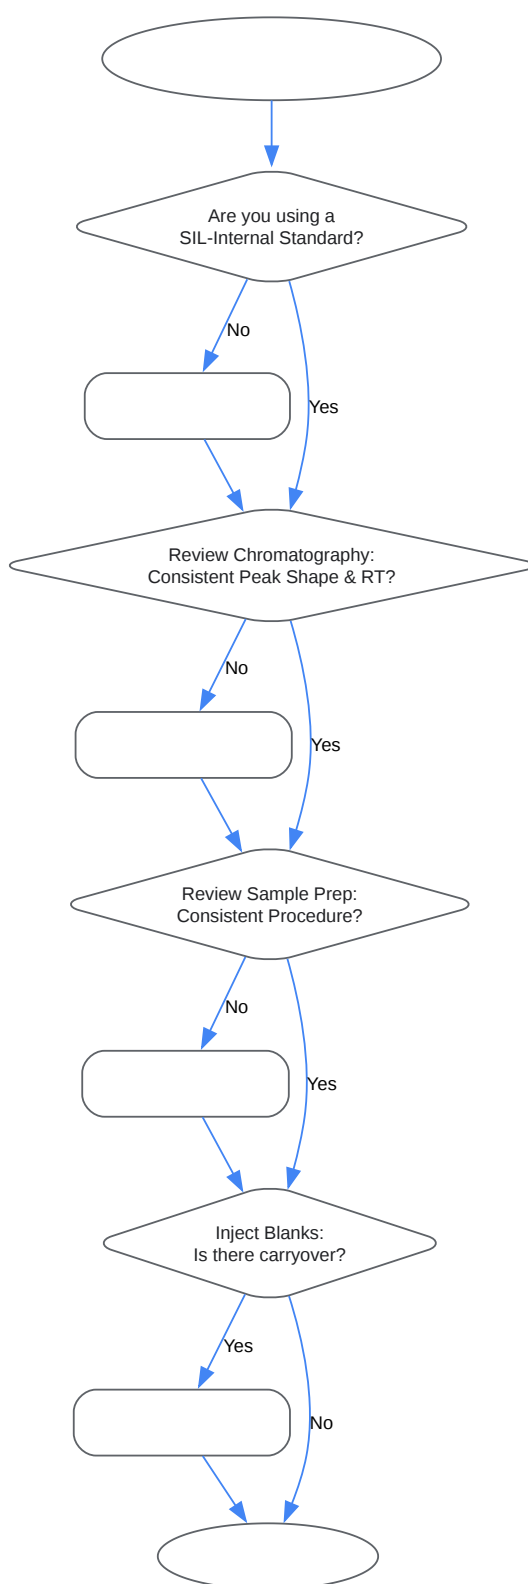 Are you using a
SIL-Internal Standard?
No
Yes
Review Chromatography:
Consistent Peak Shape & RT?
No
Yes
Review Sample Prep:
Consistent Procedure?
No
Yes
Inject Blanks:
Is there carryover?
Yes
No